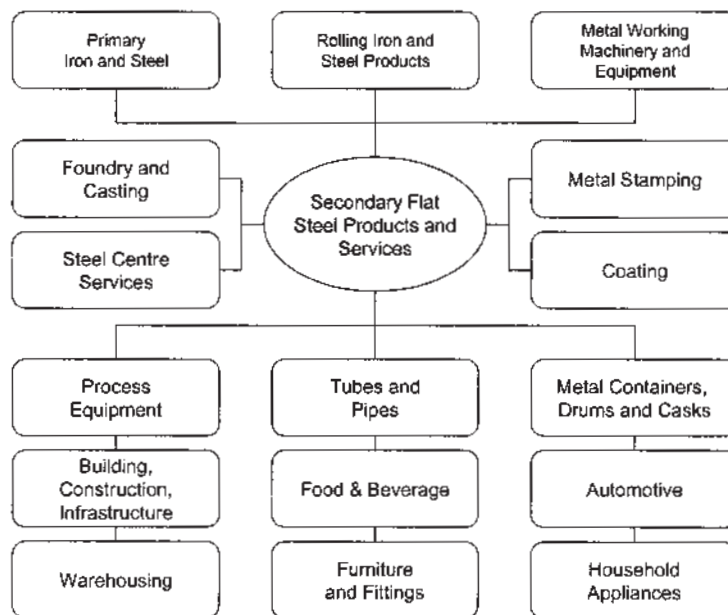 Primary
Iron and Steel
Rolling Iron and
Steel Products
Metal Working
Machinery and
Equipment
Foundry and
Casting
Steel Centre
Services
Secondary Flat
Steel Products and
Services
Metal Stamping
Coating
Process
Equipment
Tubes and
Pipes
Metal Containers,
Drums and Casks
Building,
Construction,
Infrastructure
Food & Beverage
Automotive
Warehousing
Furniture
and Fittings
Household
Appliances